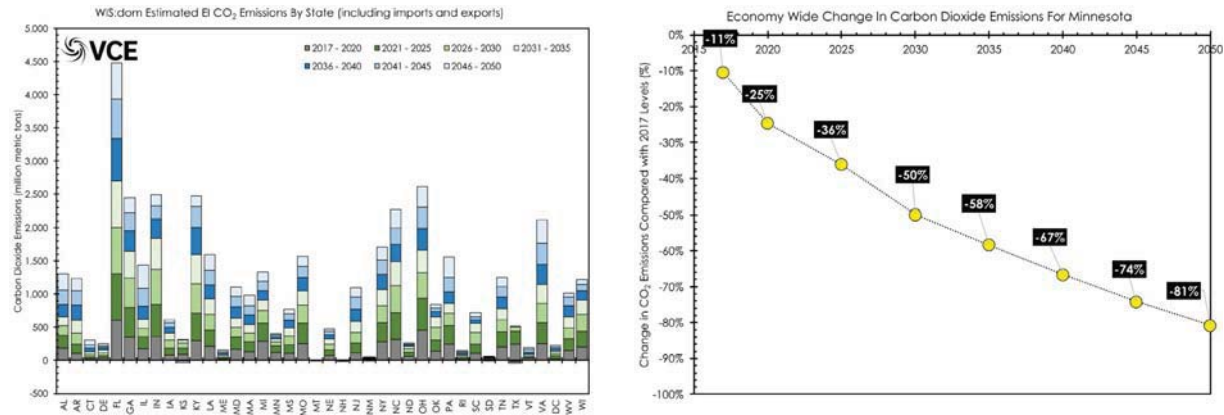 WIS:dom Estimated EI CO₂ Emissions By State (including imports and exports)
5,000
4,500
4,000
3,500
3,000
2,500
2,000
1,500
1,000
500
0
-500
Carbon Dioxide Emissions (million metric tons)
VCE
2017 - 2020
2021 - 2025
2026 - 2030
2031 - 2035
2036 - 2040
2041 - 2045
2046 - 2050
AL AR CT DE FL GA IL IN IA KS KY LA ME MD MA MI MN MS MO MT NE NH NJ NM NY NC ND OH OK PA RI SC SD TN TX VT VA DC WV WI
Economy Wide Change In Carbon Dioxide Emissions For Minnesota
0%
-10%
-20%
-30%
-40%
-50%
-60%
-70%
-80%
-90%
-100%
Change in CO₂ Emissions Compared with 2017 Levels (%)
2015 2020 2025 2030 2035 2040 2045 2050
-11%
-25%
-36%
-50%
-58%
-67%
-74%
-81%